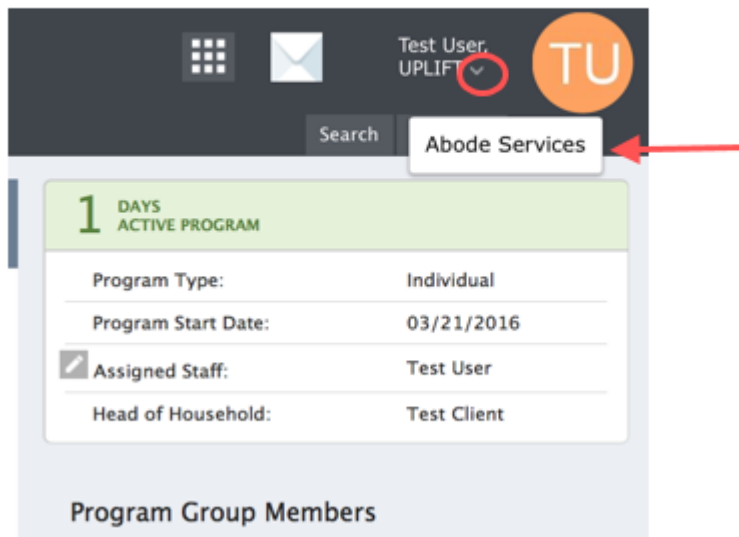 Test User,
UPLIFT
TU
Search
Abode Services
1 DAYS
ACTIVE PROGRAM
Program Type: Individual
Program Start Date: 03/21/2016
Assigned Staff: Test User
Head of Household: Test Client
Program Group Members